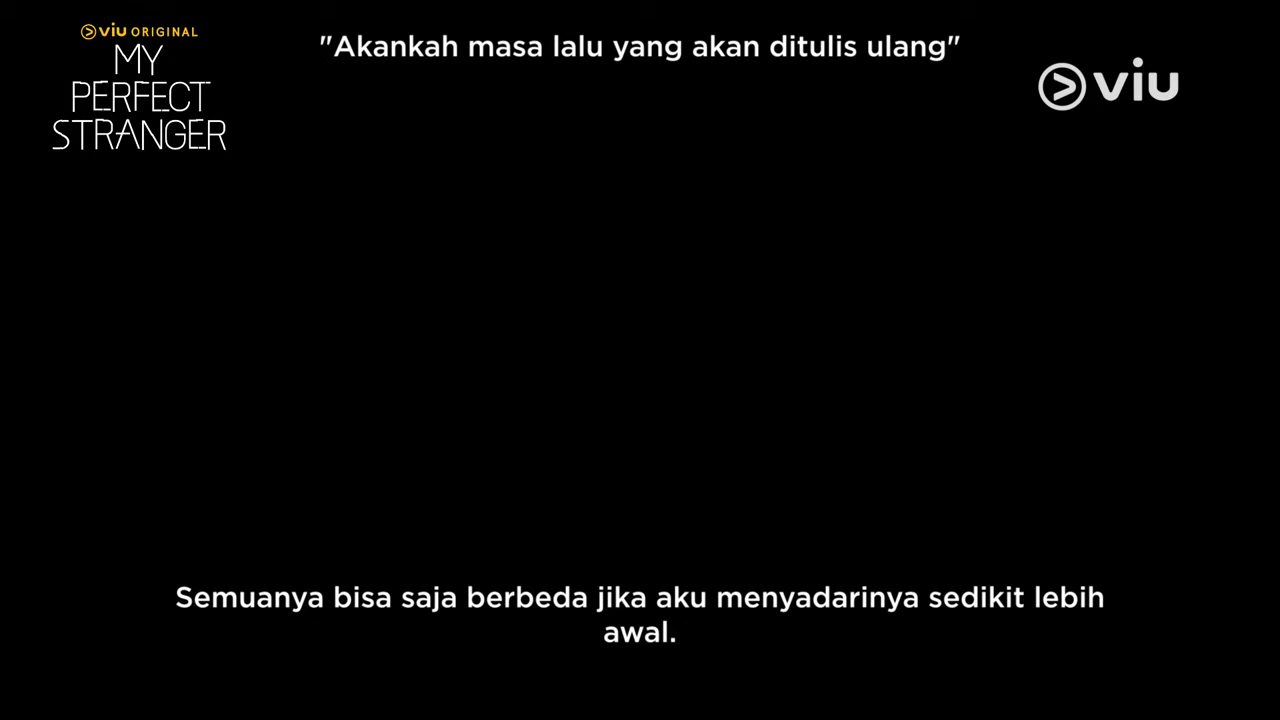 viu ORIGINAL
MY
PERFECT
STRANGER
"Akankah masa lalu yang akan ditulis ulang"
viu
Semuanya bisa saja berbeda jika aku menyadarinya sedikit lebih
awal.